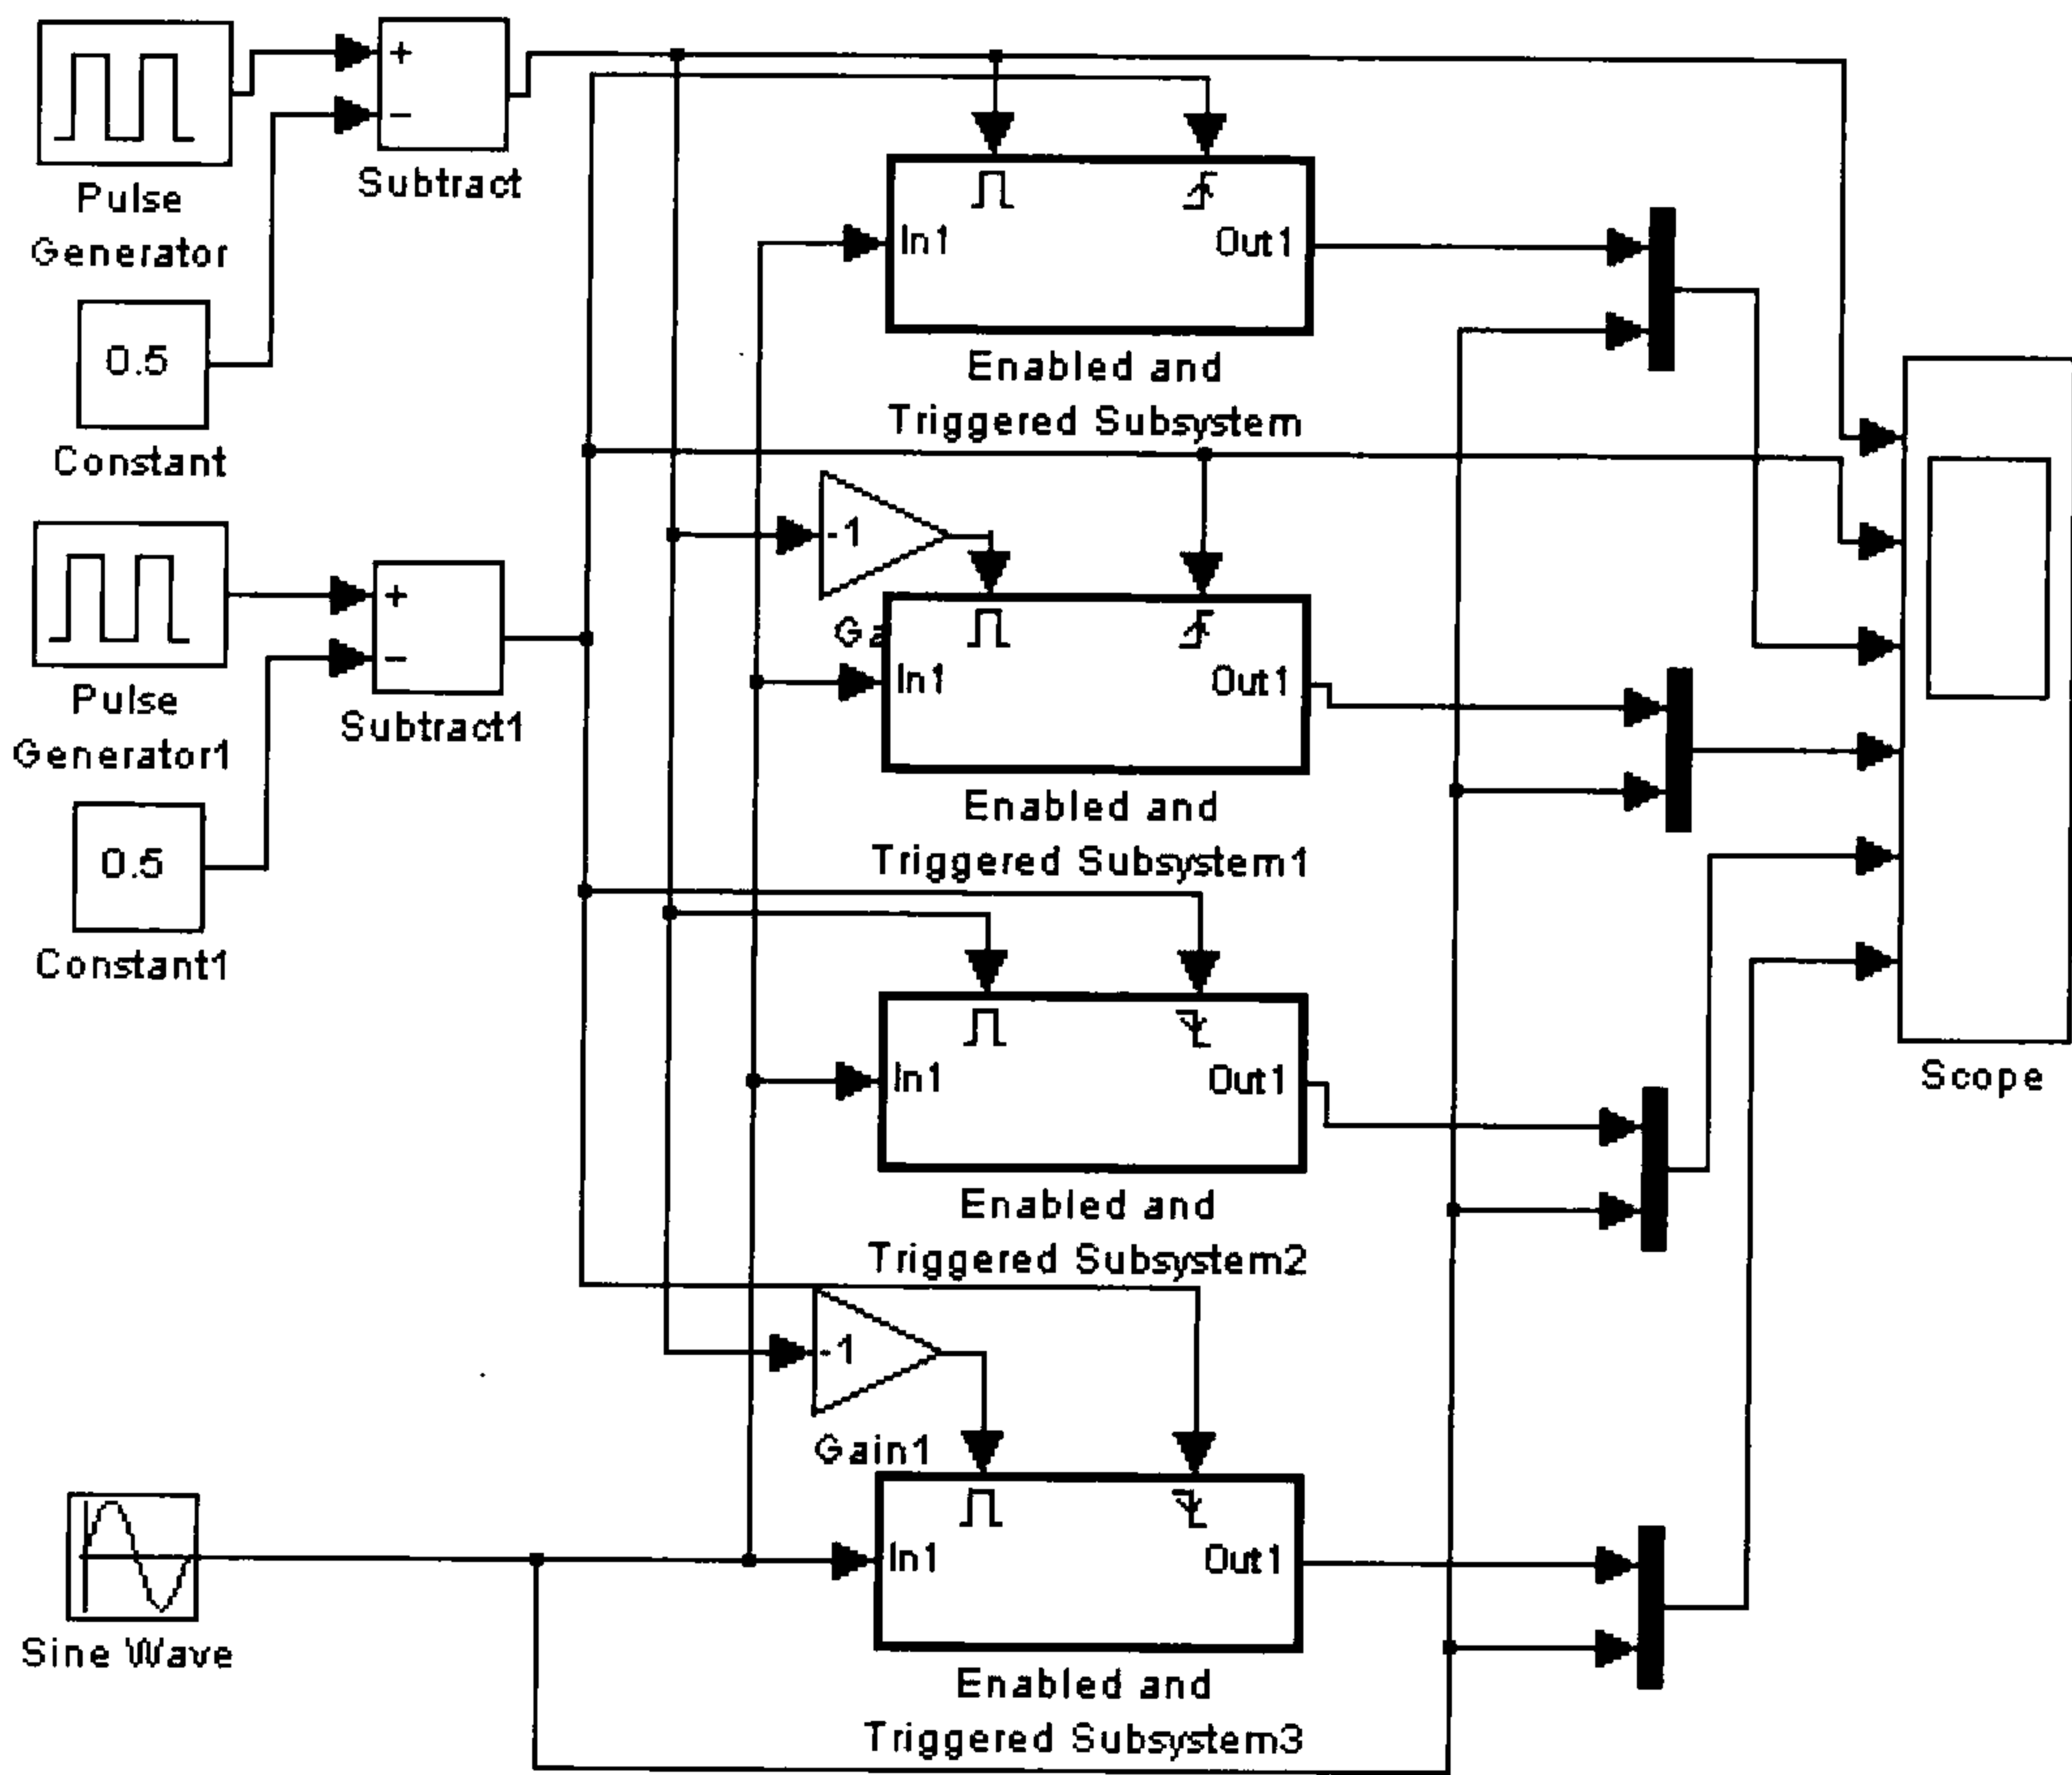 Pulse
Generator
+
−
Subtract
0.5
Constant
Pulse
Generator1
+
−
Subtract1
0.5
Constant1
Sine Wave
In1
Out1
Enabled and
Triggered Subsystem
-1
Ga
In1
Out1
Enabled and
Triggered Subsystem1
In1
Out1
Enabled and
Triggered Subsystem2
-1
Gain1
In1
Out1
Enabled and
Triggered Subsystem3
Scope